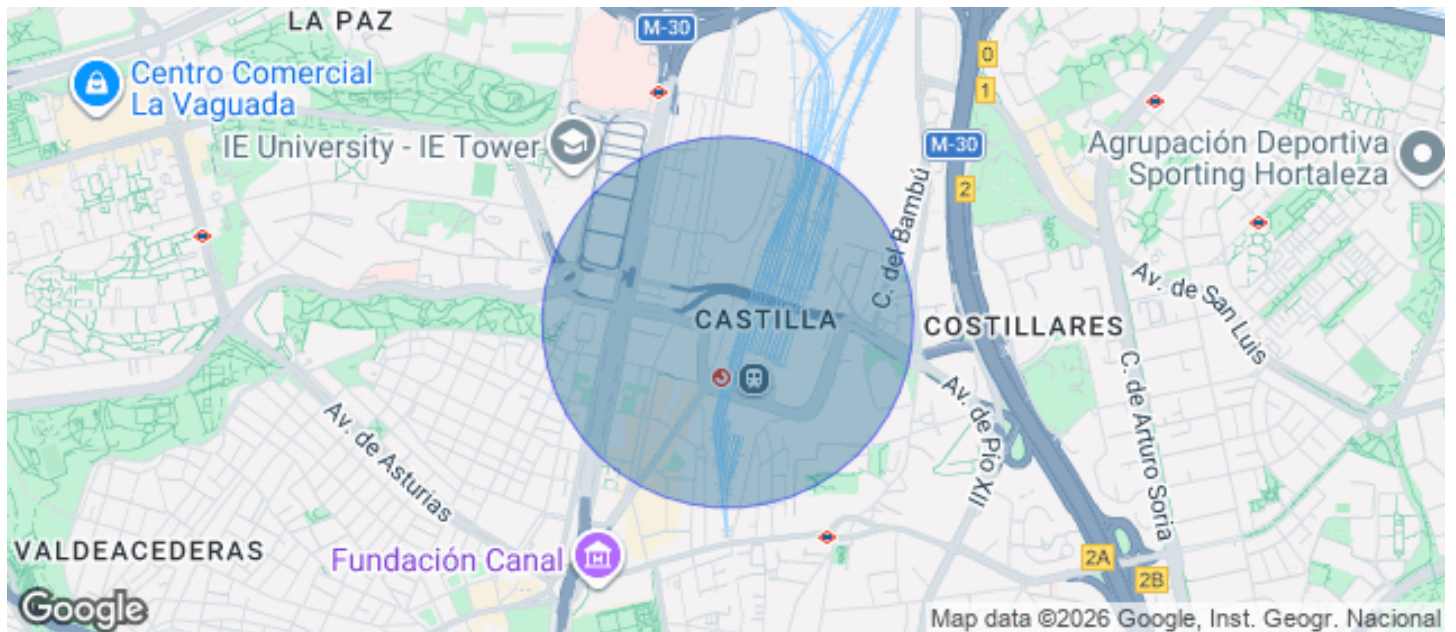 LA PAZ
M-30
0
Centro Comercial
La Vaguada
1
IE University - IE Tower
M-30
Agrupación Deportiva
Sporting Hortaleza
2
C. del Bambú
Av. de San Luis
CASTILLA
COSTILLARES
C. de Arturo Soria
Av. de Pío XII
Av. de Asturias
VALDEACEDERAS
Fundación Canal
2A
2B
Google
Map data ©2026 Google, Inst. Geogr. Nacional